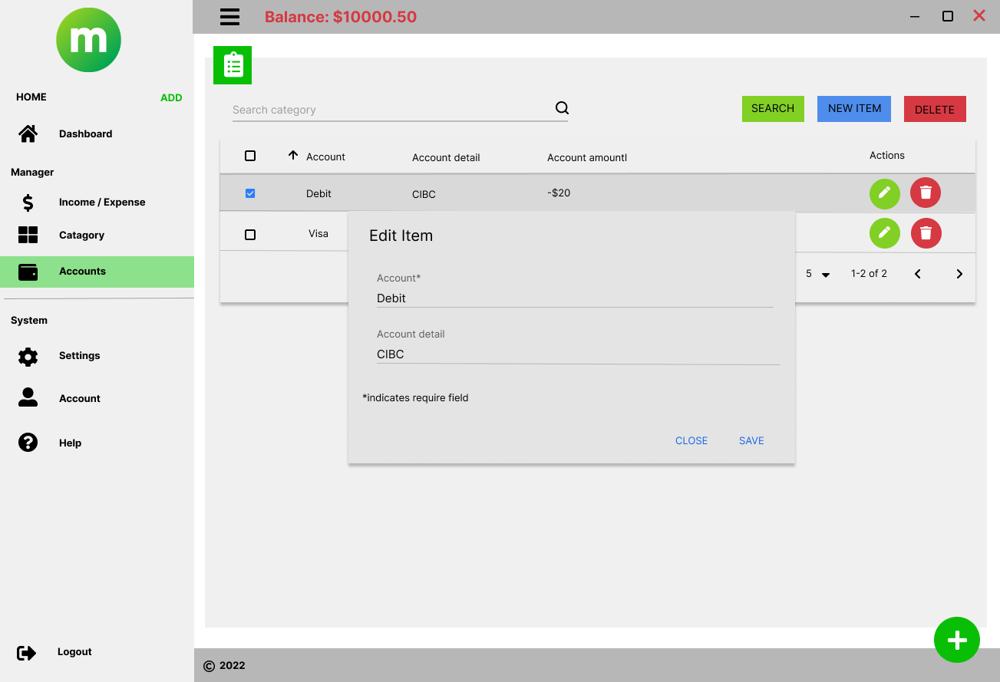 m
Balance: $10000.50
HOME
ADD
Dashboard
Manager
Income / Expense
Catagory
Accounts
System
Settings
Account
Help
Logout
Search category
SEARCH
NEW ITEM
DELETE
Account
Account detail
Account amountl
Actions
Debit
CIBC
-$20
Visa
5
1-2 of 2
Edit Item
Account*
Debit
Account detail
CIBC
*indicates require field
CLOSE
SAVE
© 2022